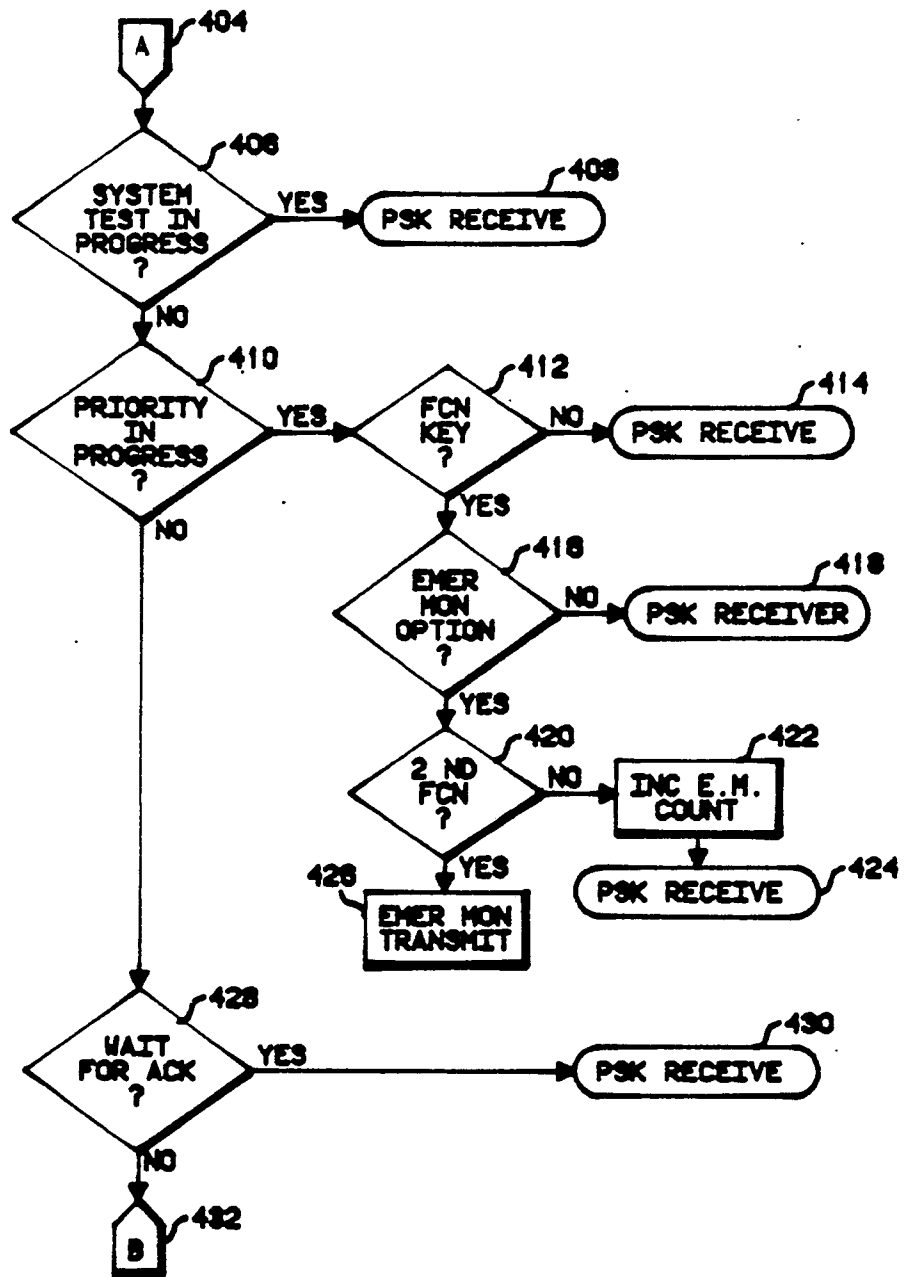 A
404
406
SYSTEM
TEST IN
PROGRESS
?
YES
408
PSK RECEIVE
NO
410
PRIORITY
IN
PROGRESS
?
YES
412
FCN
KEY
?
NO
414
PSK RECEIVE
NO
YES
416
EMER
MON
OPTION
?
NO
418
PSK RECEIVER
YES
420
2 ND
FCN
?
NO
422
INC E.M.
COUNT
YES
424
PSK RECEIVE
426
EMER MON
TRANSMIT
428
WAIT
FOR ACK
?
YES
430
PSK RECEIVE
NO
B
432